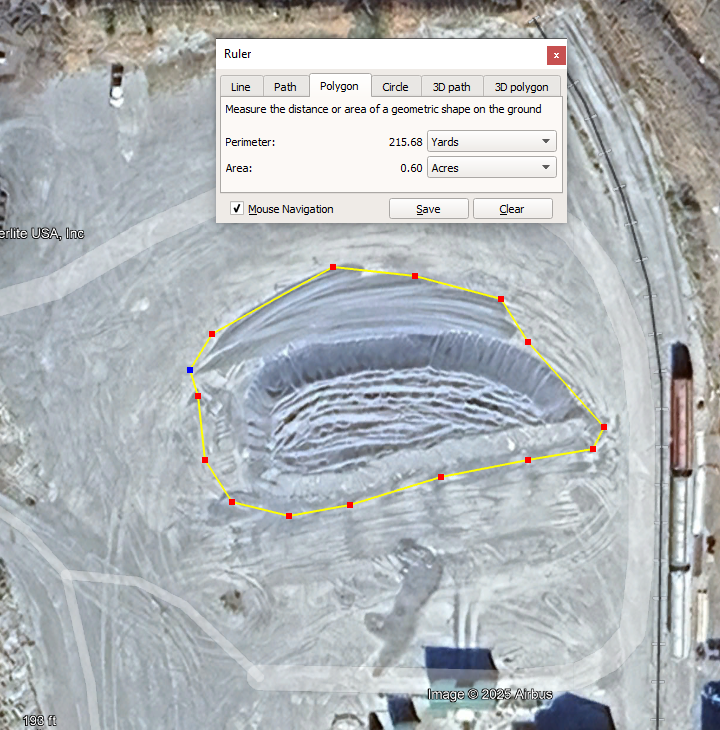 Ruler
x
Line Path Polygon Circle 3D path 3D polygon
Measure the distance or area of a geometric shape on the ground
Perimeter: 215.68 Yards
Area: 0.60 Acres
Mouse Navigation Save Clear
erlite USA, Inc
Image © 2025 Airbus
193 ft